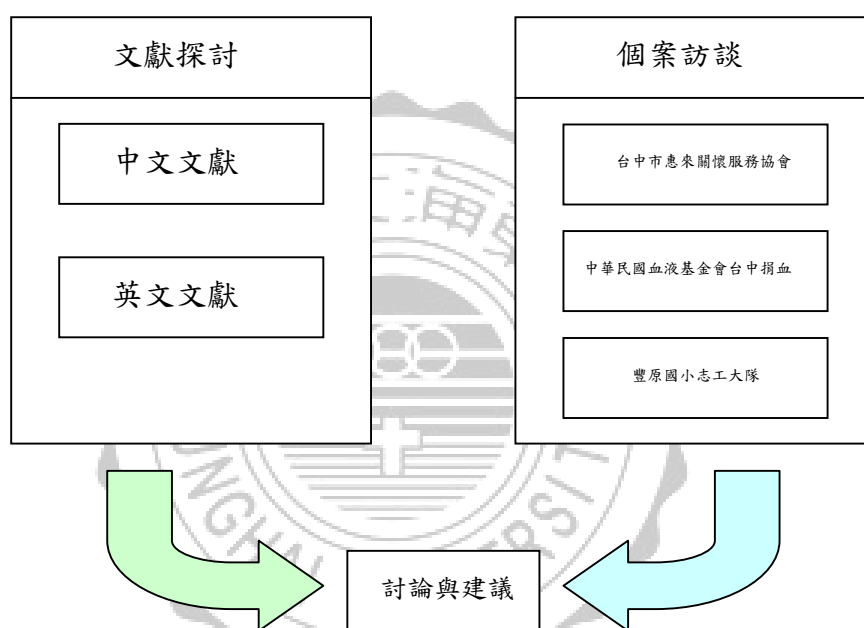 文獻探討
中文文獻
英文文獻
個案訪談
台中市惠來關懷服務協會
中華民國血液基金會台中捐血
豐原國小志工大隊
討論與建議